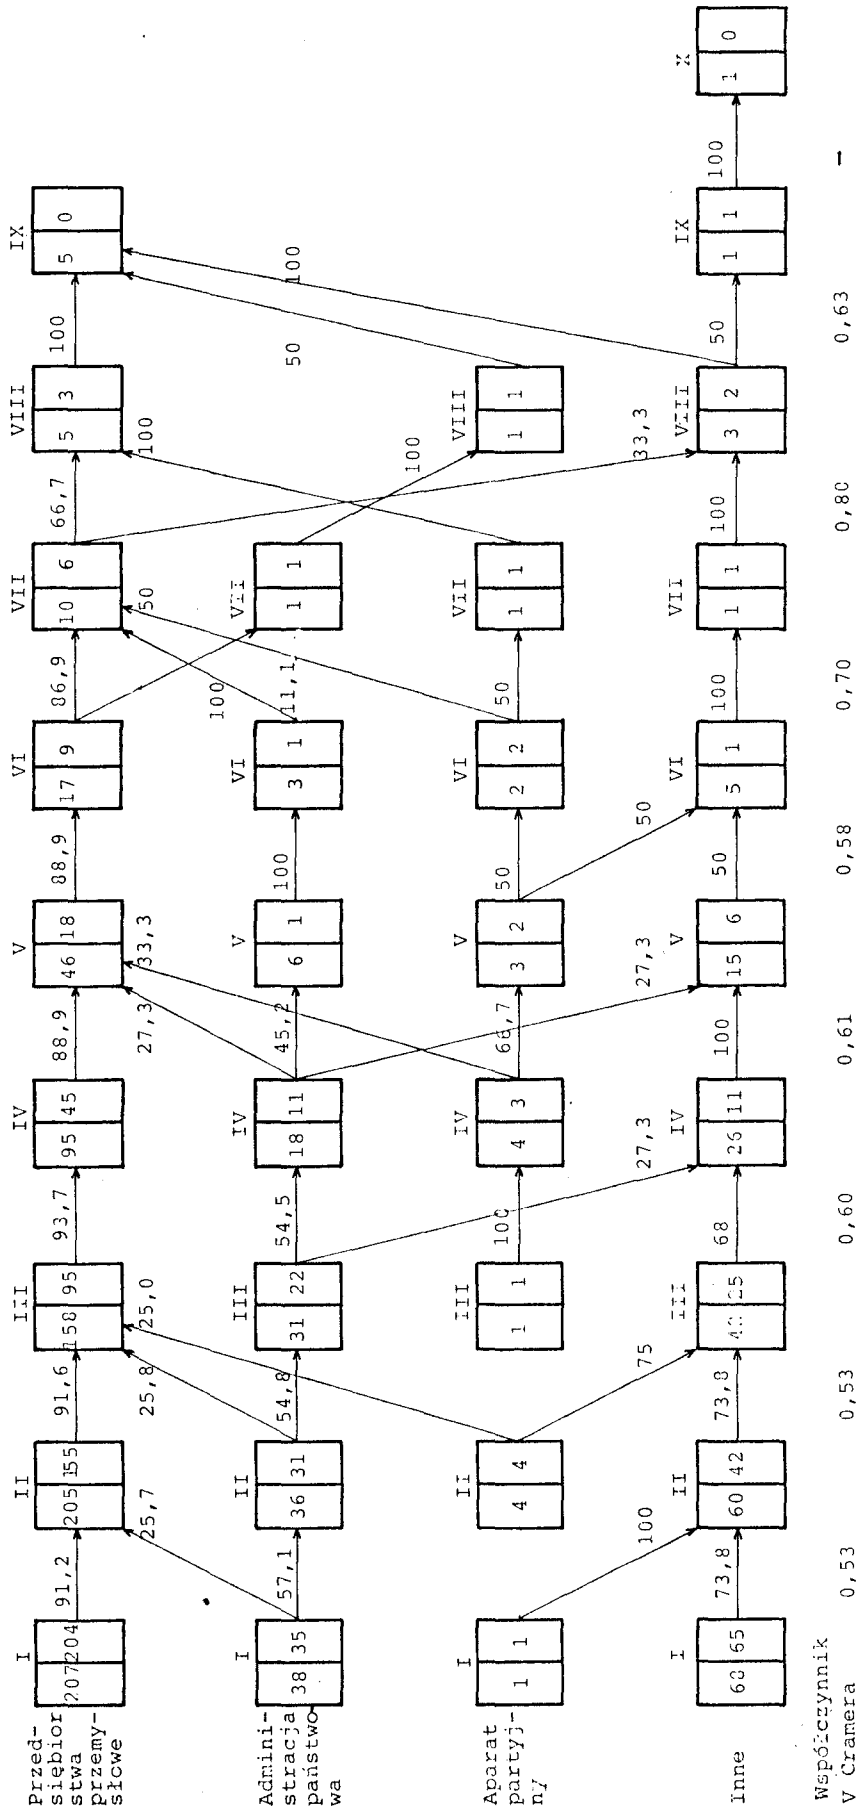 Przed-
siębior
stwa
przemy-
słowe
I
207 204
91,2
II
205 155
91,6
III
158 95
93,7
IV
95 45
88,9
V
46 18
88,9
VI
17 9
86,9
VII
10 6
66,7
VIII
5 3
100
IX
5 0
25,7
25,8
25,0
27,3
33,3
100
50
100
50
100
Admini-
stracja
państwo-
wa
I
38 35
57,1
II
36 31
54,8
III
31 22
54,5
IV
18 11
45,2
V
6 1
100
VI
3 1
11,1
VII
1 1
100
Aparat
partyj-
ny
I
1 1
II
4 4
III
1 1
100
IV
4 3
66,7
V
3 2
50
VI
2 2
50
VII
1 1
VIII
1 1
100
75
27,3
27,3
50
33,3
Inne
I
68 65
73,8
II
60 42
73,8
III
25
68
IV
26 11
100
V
15 6
50
VI
5 1
100
VII
1 1
100
VIII
3 2
50
IX
1 1
100
X
1 0
Współczynnik
V Cramera
0,53
0,53
0,60
0,61
0,58
0,70
0,80
0,63
—